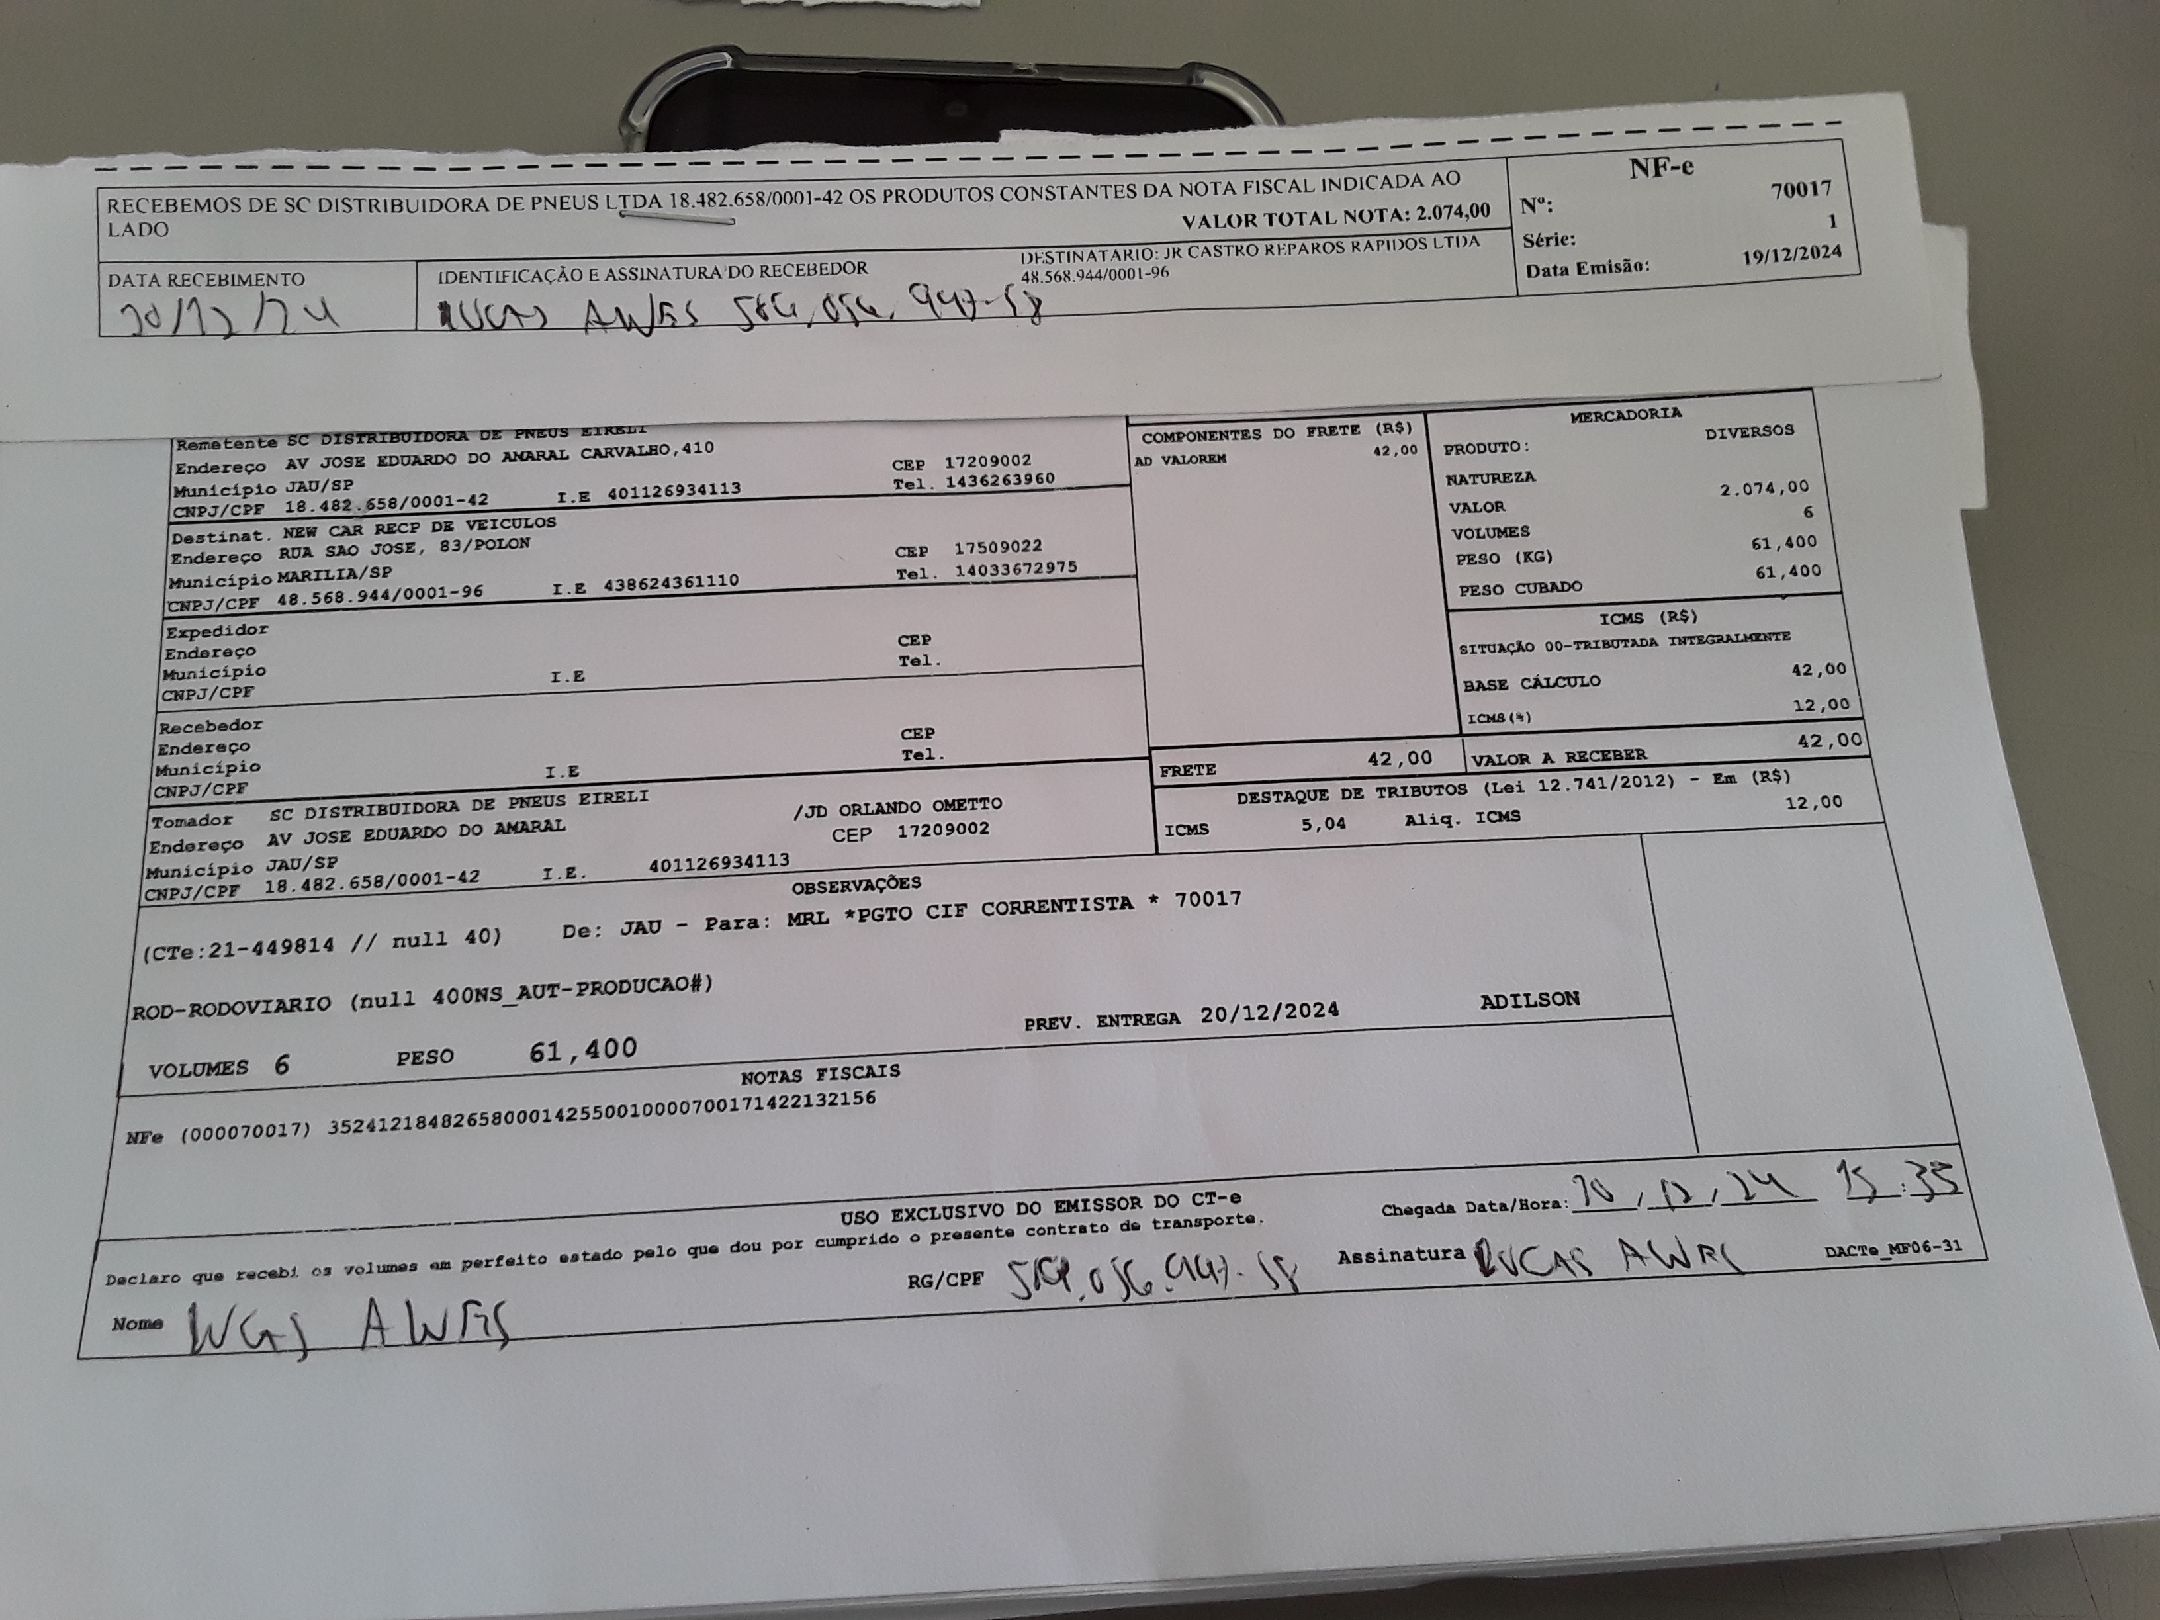 RECEBEMOS DE SC DISTRIBUIDORA DE PNEUS LTDA 18.482.658/0001-42 OS PRODUTOS CONSTANTES DA NOTA FISCAL INDICADA AO
LADO
VALOR TOTAL NOTA: 2.074,00
DATA RECEBIMENTO
20/12/24
IDENTIFICAÇÃO E ASSINATURA DO RECEBEDOR
DESTINATARIO: JR CASTRO REPAROS RAPIDOS LTDA
48.568.944/0001-96
LUCAS
NF-e
Nº: 70017
Série: 1
Data Emisão: 19/12/2024
Remetente SC DISTRIBUIDORA DE PNEUS EIRELI
Endereço AV JOSE EDUARDO DO AMARAL CARVALHO,410 CEP 17209002
Município JAU/SP Tel. 1436263960
CNPJ/CPF 18.482.658/0001-42 I.E 401126934113
Destinat. NEW CAR RECP DE VEICULOS
Endereço RUA SAO JOSE, 83/POLON CEP 17509022
Município MARILIA/SP Tel. 14033672975
CNPJ/CPF 48.568.944/0001-96 I.E 438624361110
Expedidor
Endereço CEP
Município Tel.
CNPJ/CPF I.E
Recebedor
Endereço CEP
Município Tel.
CNPJ/CPF I.E
Tomador SC DISTRIBUIDORA DE PNEUS EIRELI
Endereço AV JOSE EDUARDO DO AMARAL /JD ORLANDO OMETTO
Município JAU/SP CEP 17209002
CNPJ/CPF 18.482.658/0001-42 I.E. 401126934113
COMPONENTES DO FRETE (R$)
AD VALOREM 42,00
MERCADORIA
PRODUTO: DIVERSOS
NATUREZA
VALOR 2.074,00
VOLUMES 6
PESO (KG) 61,400
PESO CUBADO 61,400
ICMS (R$)
SITUAÇÃO 00-TRIBUTADA INTEGRALMENTE
BASE CÁLCULO 42,00
ICMS(%) 12,00
FRETE 42,00 VALOR A RECEBER 42,00
DESTAQUE DE TRIBUTOS (Lei 12.741/2012) - Em (R$)
ICMS 5,04 Aliq. ICMS 12,00
OBSERVAÇÕES
(CTe:21-449814 // null 40) De: JAU - Para: MRL *PGTO CIF CORRENTISTA * 70017
ROD-RODOVIARIO (null 400NS_AUT-PRODUCAO#)
VOLUMES 6 PESO 61,400 PREV. ENTREGA 20/12/2024 ADILSON
NOTAS FISCAIS
NFe (000070017) 35241218482658000142550010000700171422132156
USO EXCLUSIVO DO EMISSOR DO CT-e
Declaro que recebi os volumes em perfeito estado pelo que dou por cumprido o presente contrato de transporte.
Chegada Data/Hora: 20, 12, 24 15:35
Nome
RG/CPF
Assinatura LUCAS
DACTe_MF06-31